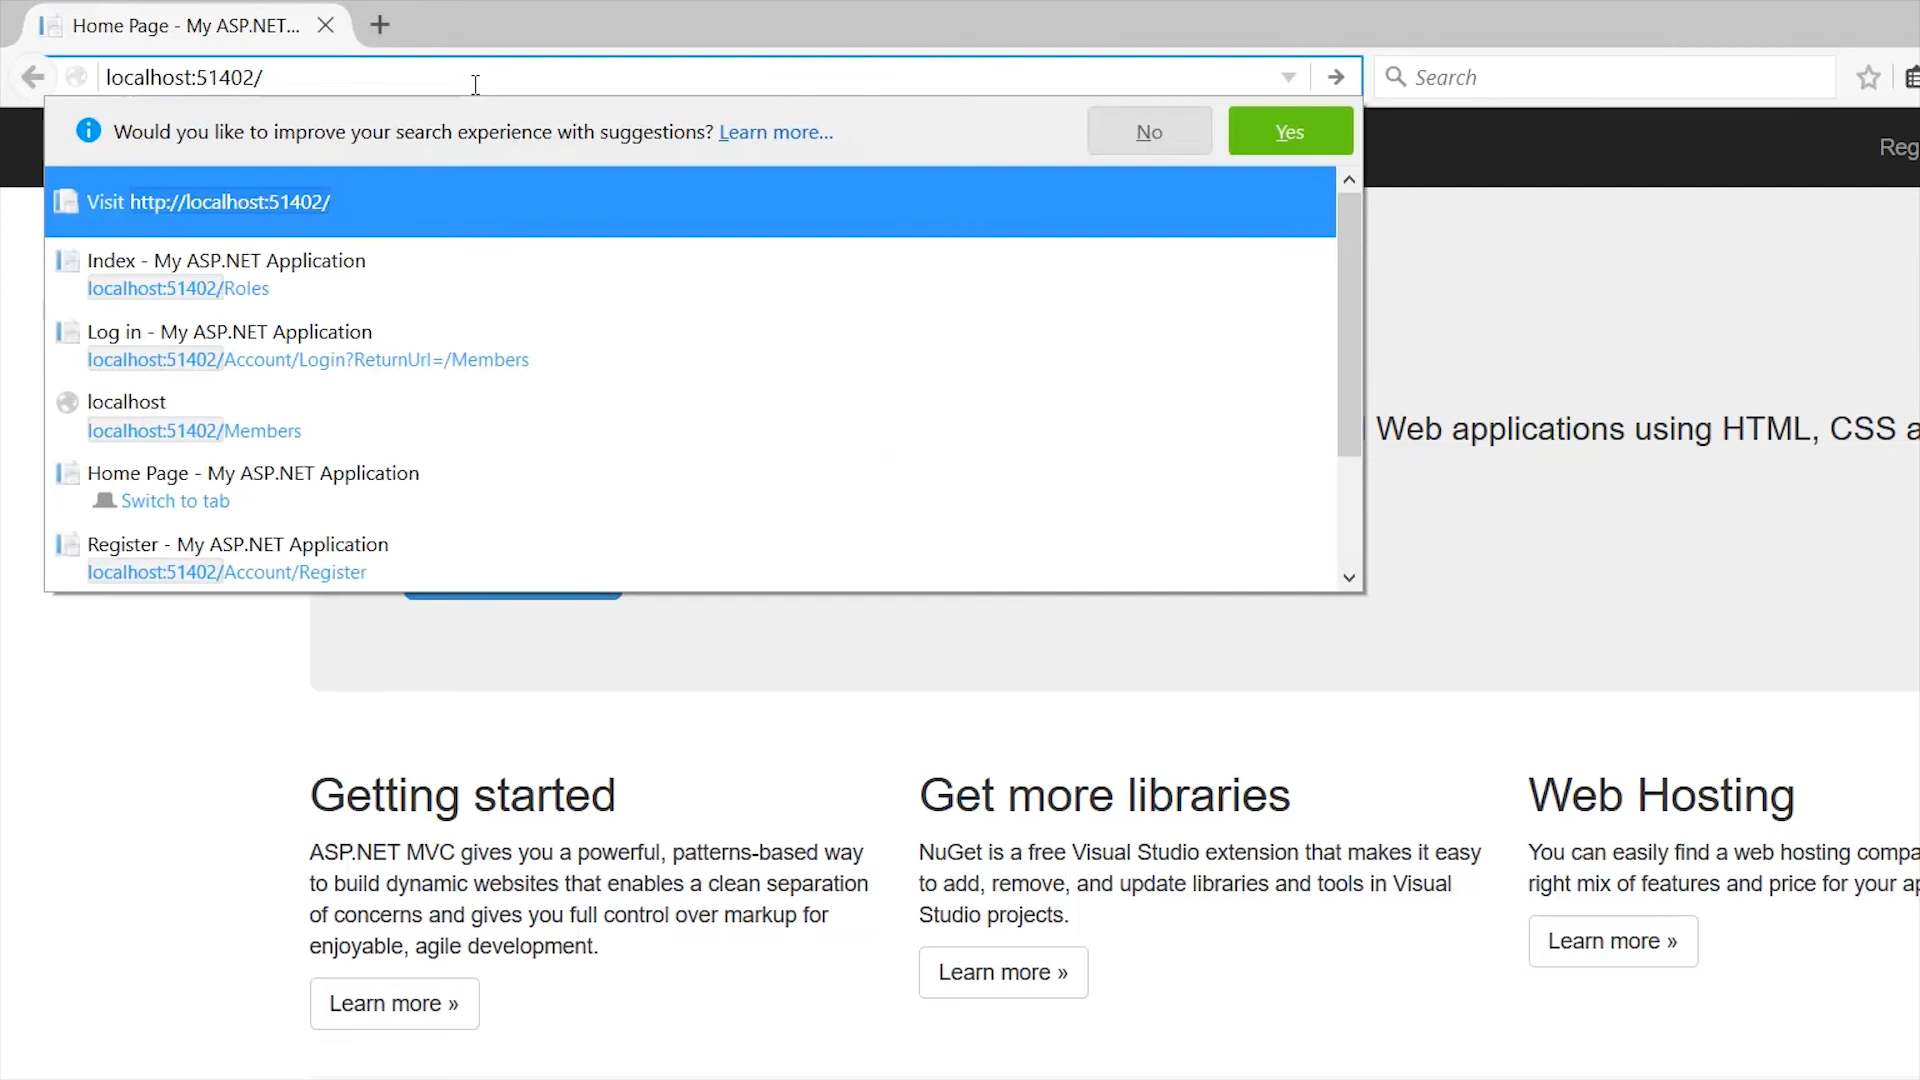 Home Page - My ASP.NET...
localhost:51402/
Search
Would you like to improve your search experience with suggestions? Learn more...
No
Yes
Reg
Visit http://localhost:51402/
Index - My ASP.NET Application
localhost:51402/Roles
Log in - My ASP.NET Application
localhost:51402/Account/Login?ReturnUrl=/Members
localhost
localhost:51402/Members
Web applications using HTML, CSS a
Home Page - My ASP.NET Application
Switch to tab
Register - My ASP.NET Application
localhost:51402/Account/Register
Getting started
ASP.NET MVC gives you a powerful, patterns-based way
to build dynamic websites that enables a clean separation
of concerns and gives you full control over markup for
enjoyable, agile development.
Learn more »
Get more libraries
NuGet is a free Visual Studio extension that makes it easy
to add, remove, and update libraries and tools in Visual
Studio projects.
Learn more »
Web Hosting
You can easily find a web hosting compa
right mix of features and price for your ap
Learn more »